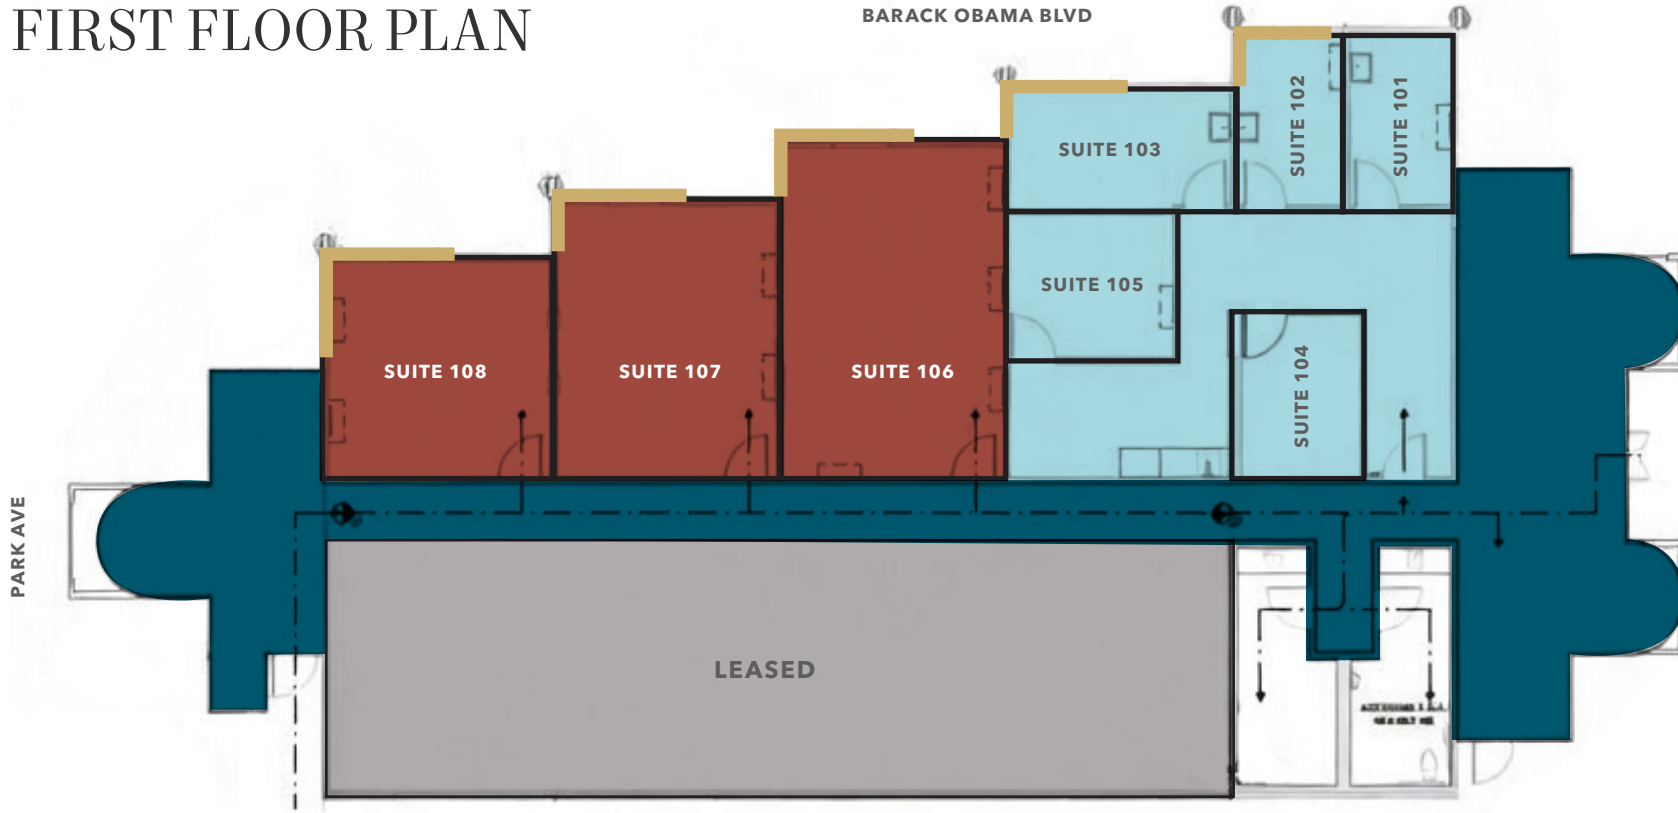 FIRST FLOOR PLAN
BARACK OBAMA BLVD
SUITE 101
SUITE 102
SUITE 103
SUITE 105
SUITE 104
SUITE 108
SUITE 107
SUITE 106
PARK AVE
LEASED